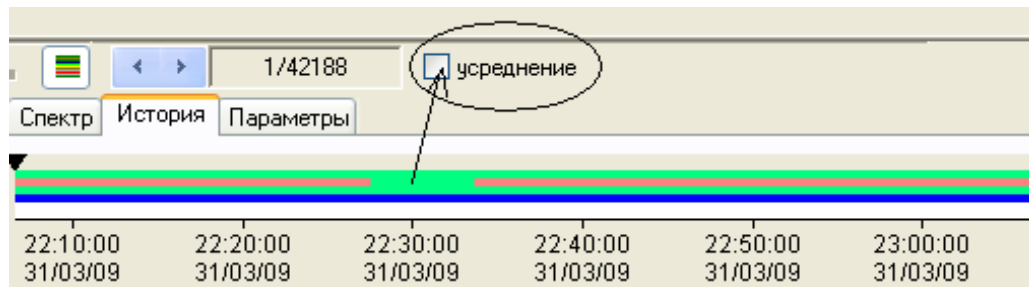 1/42188 усреднение
Спектр История Параметры
22:10:00 22:20:00 22:30:00 22:40:00 22:50:00 23:00:00
31/03/09 31/03/09 31/03/09 31/03/09 31/03/09 31/03/09